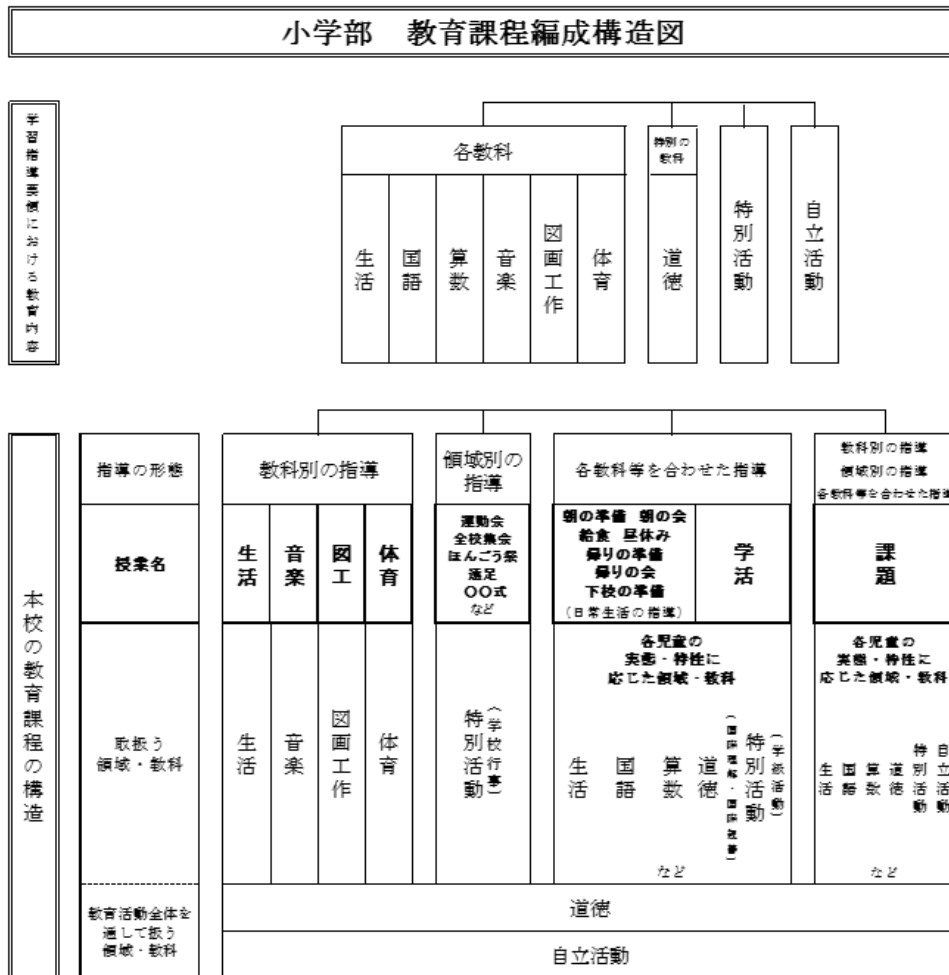 小学部　教育課程編成構造図
学習指導要領における教育内容
各教科
特別の
教科
生活
国語
算数
音楽
図画工作
体育
道徳
特別活動
自立活動
本校の教育課程の構造
指導の形態
教科別の指導
領域別の
指導
各教科等を合わせた指導
教科別の指導
領域別の指導
各教科等を合わせた指導
授業名
生活
音楽
図工
体育
運動会
全校集会
ほんごう祭
遠足
〇〇式
など
朝の準備　朝の会
給食　昼休み
帰りの準備
帰りの会
下校の準備
（日常生活の指導）
学活
課題
取扱う
領域・教科
生活
音楽
図画工作
体育
特別活動
（学校行事）
各児童の
実態・特性に
応じた領域・教科
生活
国語
算数
道徳
特別活動
（学級活動）
など
各児童の
実態・特性に
応じた領域・教科
生活
国語
算数
道徳
特別活動
自立活動
など
教育活動全体を
通して扱う
領域・教科
道徳
自立活動